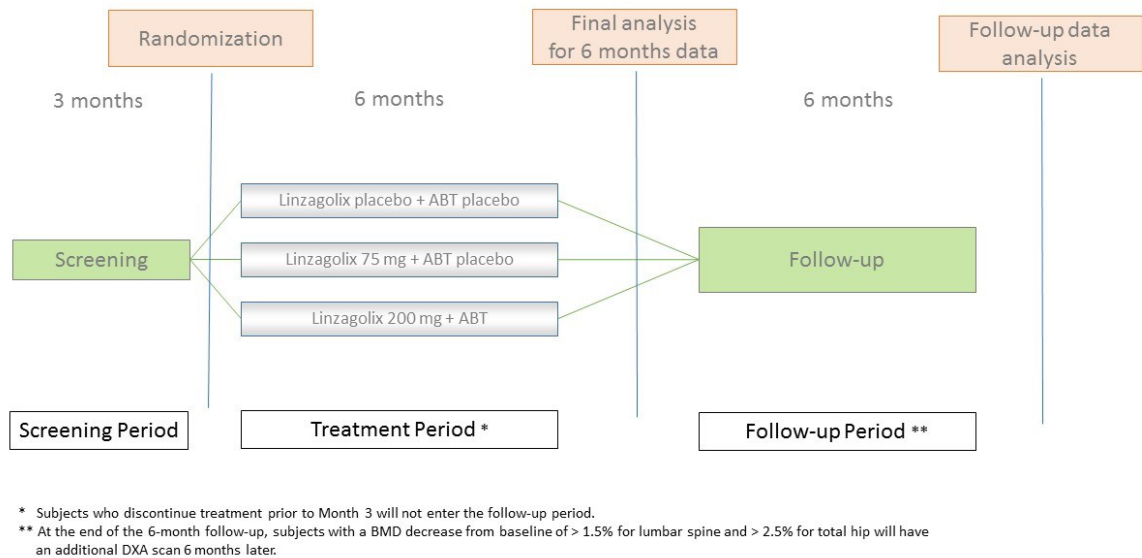 Randomization
Final analysis
for 6 months data
Follow-up data
analysis
3 months
6 months
6 months
Linzagolix placebo + ABT placebo
Screening
Linzagolix 75 mg + ABT placebo
Follow-up
Linzagolix 200 mg + ABT
Screening Period
Treatment Period *
Follow-up Period **
* Subjects who discontinue treatment prior to Month 3 will not enter the follow-up period.
** At the end of the 6-month follow-up, subjects with a BMD decrease from baseline of > 1.5% for lumbar spine and > 2.5% for total hip will have
an additional DXA scan 6 months later.